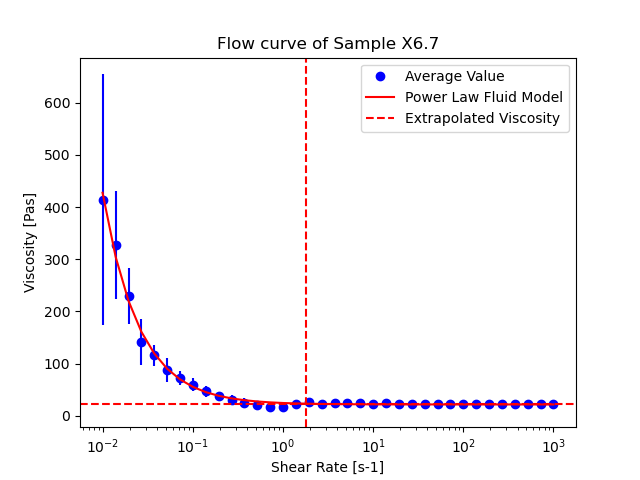 Flow curve of Sample X6.7
Average Value
Power Law Fluid Model
Extrapolated Viscosity
Viscosity [Pas]
600
500
400
300
200
100
0
10⁻² 10⁻¹ 10⁰ 10¹ 10² 10³
Shear Rate [s-1]